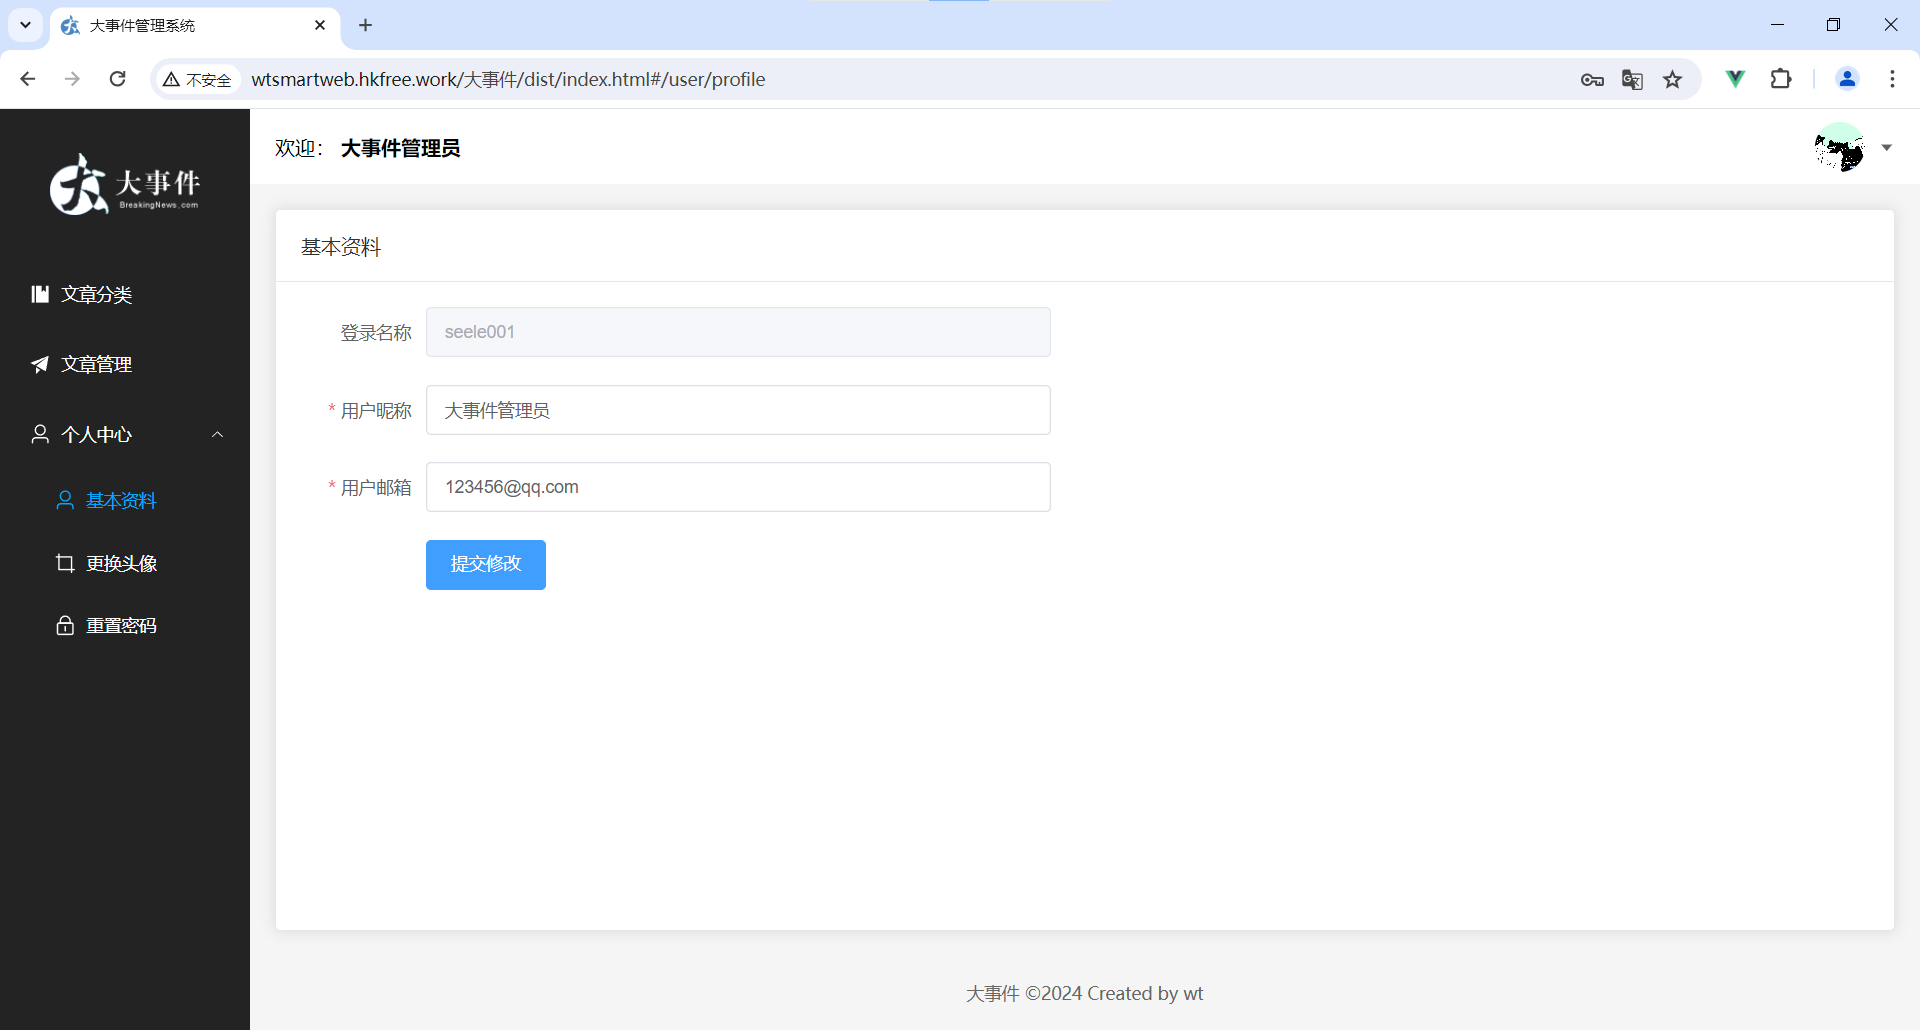 大事件管理系统
不安全
wtsmartweb.hkfree.work/大事件/dist/index.html#/user/profile
大事件
BreakingNews_com
欢迎： 大事件管理员
文章分类
文章管理
个人中心
基本资料
更换头像
重置密码
基本资料
登录名称 seele001
* 用户昵称 大事件管理员
* 用户邮箱 123456@qq.com
提交修改
大事件 ©2024 Created by wt